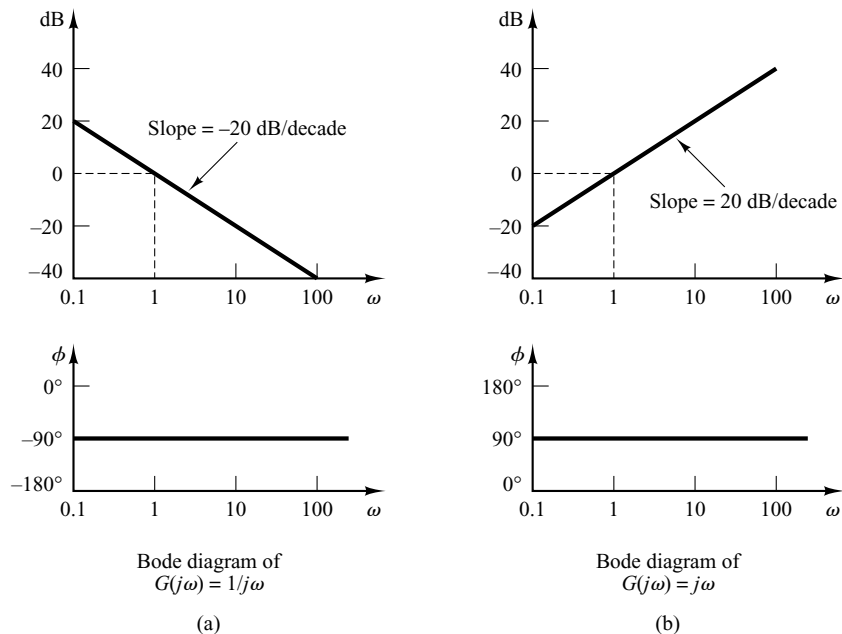 dB
40
20
0
–20
–40
Slope = –20 dB/decade
0.1 1 10 100 ω
ϕ
0°
–90°
–180°
0.1 1 10 100 ω
Bode diagram of
G(jω) = 1/jω
(a)
dB
40
20
0
–20
–40
Slope = 20 dB/decade
0.1 1 10 100 ω
ϕ
180°
90°
0°
0.1 1 10 100 ω
Bode diagram of
G(jω) = jω
(b)